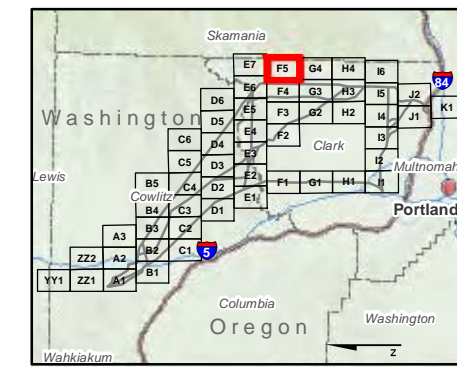 Skamania
E7 F5 G4 H4 I6
84
E6 F4 G3 H3 I5 J2
D6 E5 F3 G2 H2 I4 J1 K1
Washington
D5 E4 F2 Clark I3
C6 D4 E3 I2 Multnomah
Lewis
C5 D3 E2 F1 G1 H1 I1
B5 C4 D2 E1
Cowlitz
Portland
B4 C3 D1
A3 B3 C2
5
ZZ2 A2 B2 C1
YY1 ZZ1 A1 B1
Columbia
Washington
Oregon
z
Wahkiakum